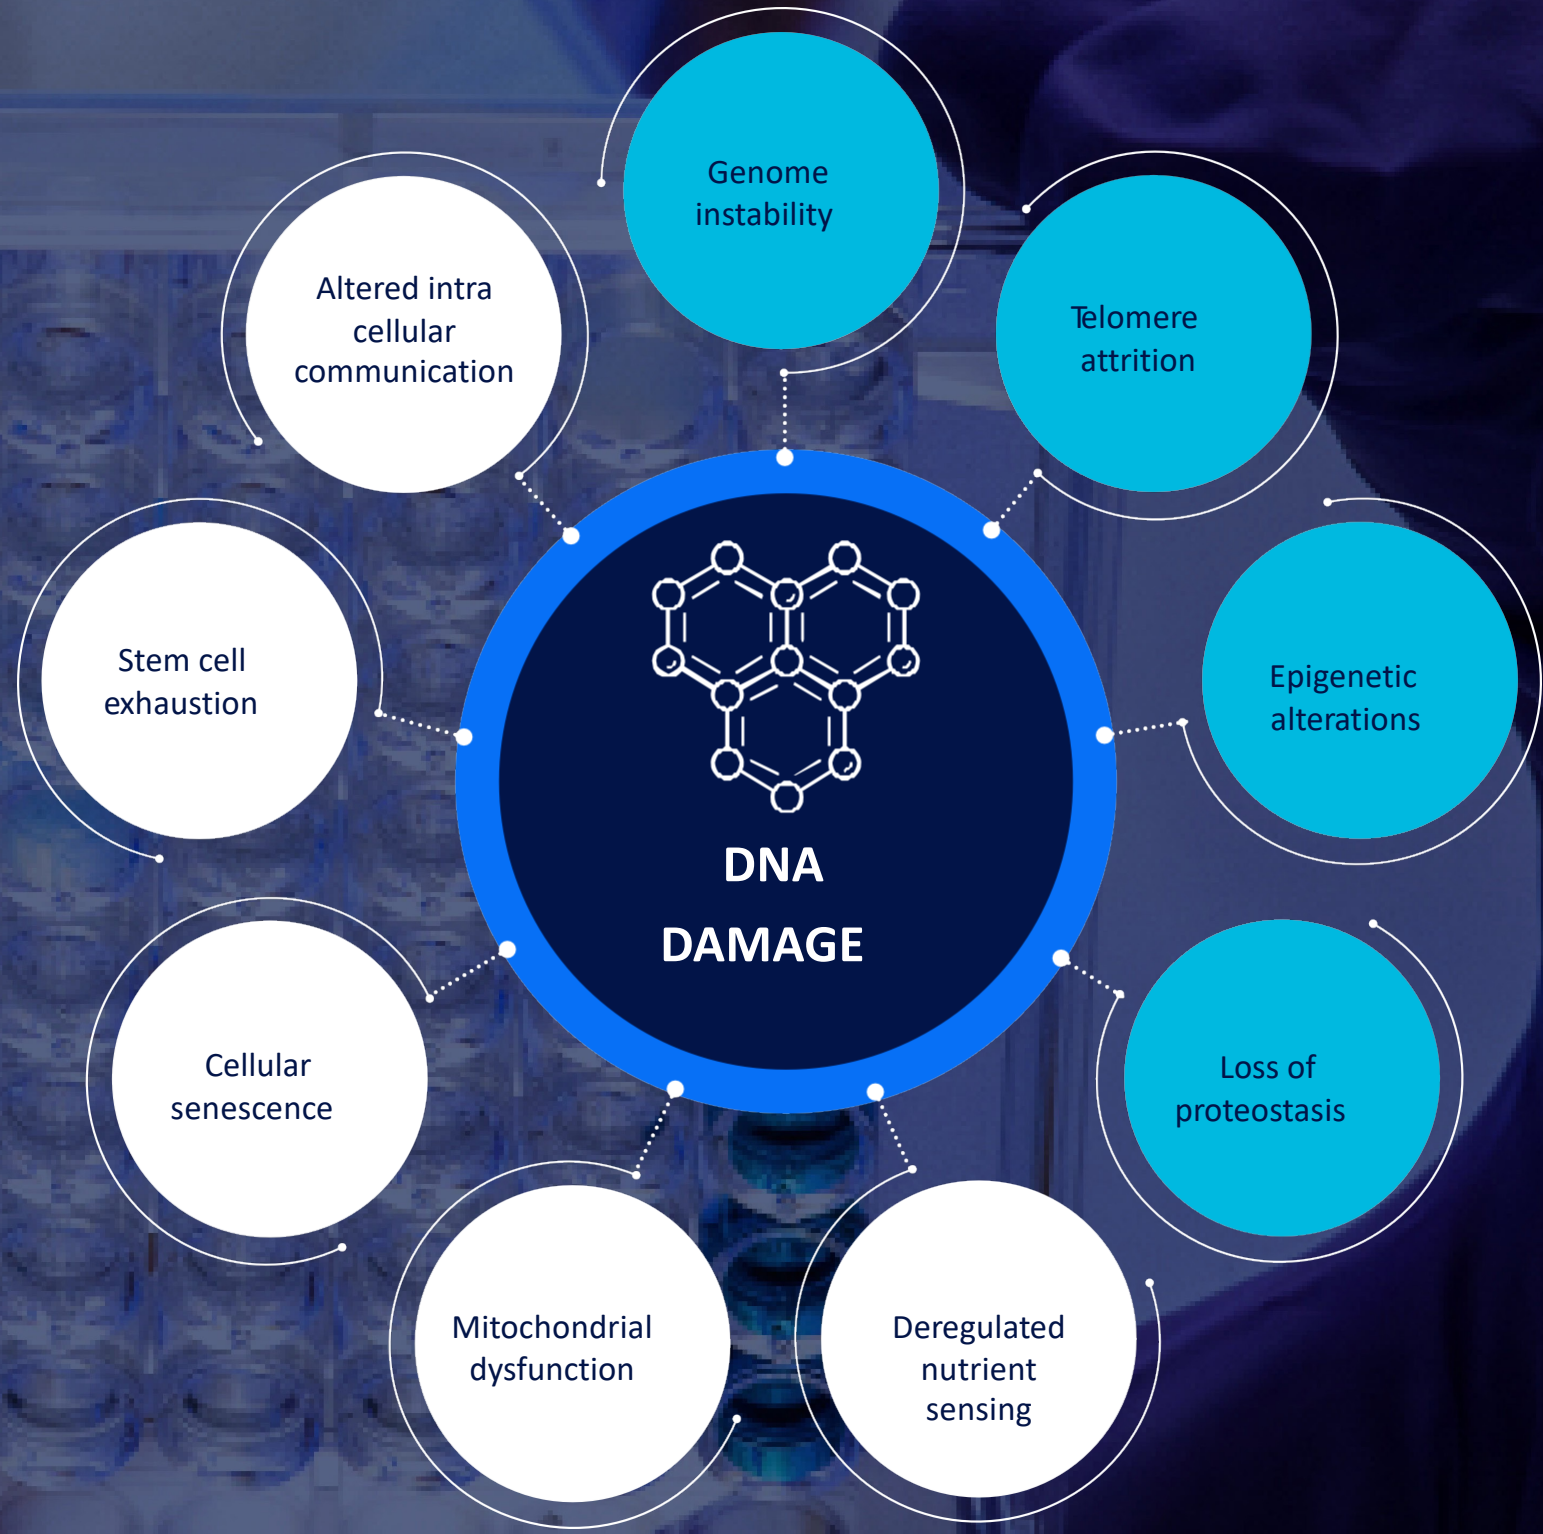 Genome
instability
Telomere
attrition
Epigenetic
alterations
Loss of
proteostasis
Deregulated
nutrient
sensing
Mitochondrial
dysfunction
Cellular
senescence
Stem cell
exhaustion
Altered intra
cellular
communication
DNA
DAMAGE